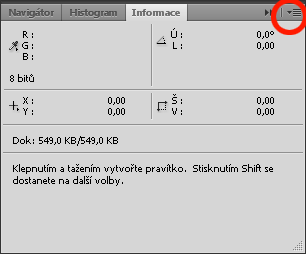 Navigátor Histogram Informace
R : Ú : 0,0°
G : L : 0,00
B :
8 bitů
X : 0,00 Š : 0,00
Y : 0,00 V : 0,00
Dok: 549,0 KB/549,0 KB
Klepnutím a tažením vytvořte pravítko. Stisknutím Shift se
dostanete na další volby.